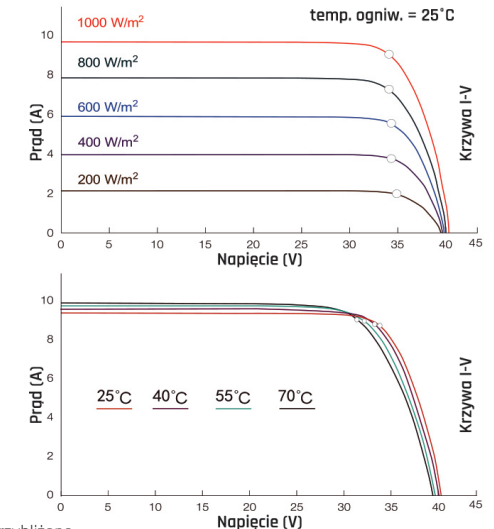 temp. ogniw. = 25°C
1000 W/m²
800 W/m²
600 W/m²
400 W/m²
200 W/m²
Prąd (A)
10
8
6
4
2
0
0 5 10 15 20 25 30 35 40 45
Napięcie (V)
Krzywa I-V
Prąd (A)
10
8
6
4
2
0
25°C 40°C 55°C 70°C
0 5 10 15 20 25 30 35 40 45
Napięcie (V)
Krzywa I-V